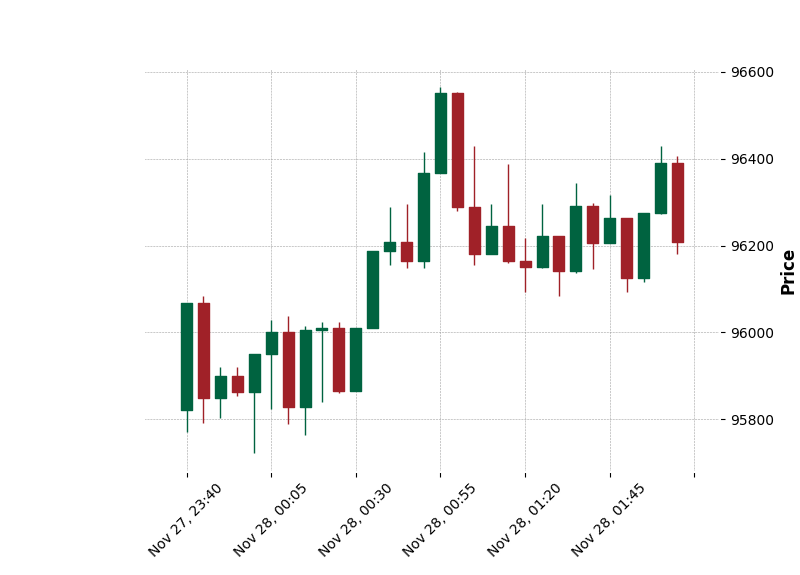 96600
96400
96200
96000
95800
Price
Nov 27, 23:40
Nov 28, 00:05
Nov 28, 00:30
Nov 28, 00:55
Nov 28, 01:20
Nov 28, 01:45